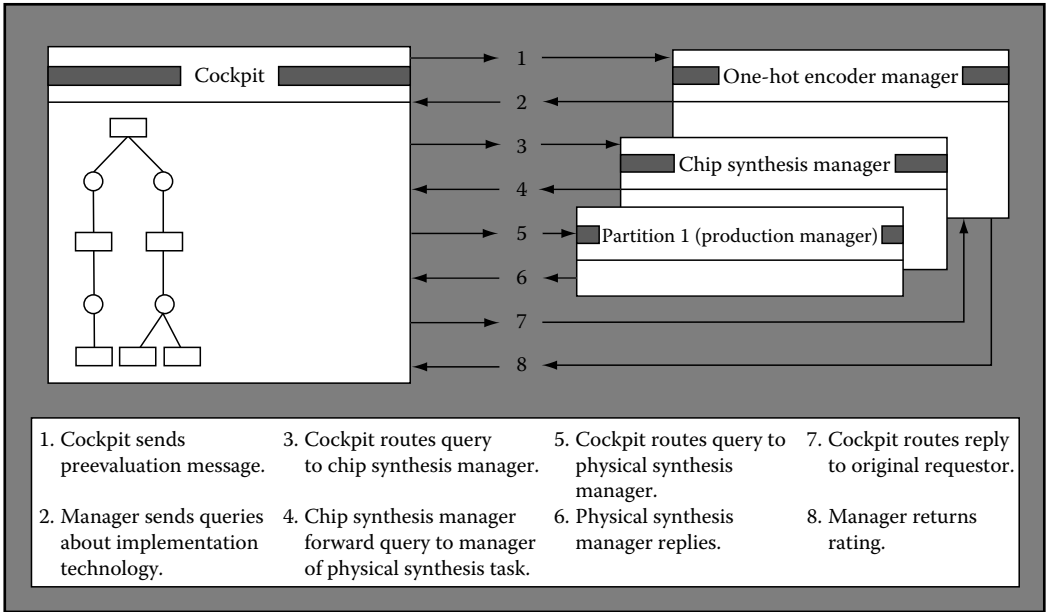 Cockpit
1
One-hot encoder manager
2
3
Chip synthesis manager
4
5
Partition 1 (production manager)
6
7
8
1. Cockpit sends
preevaluation message.
2. Manager sends queries
about implementation
technology.
3. Cockpit routes query
to chip synthesis manager.
4. Chip synthesis manager
forward query to manager
of physical synthesis task.
5. Cockpit routes query to
physical synthesis
manager.
6. Physical synthesis
manager replies.
7. Cockpit routes reply
to original requestor.
8. Manager returns
rating.